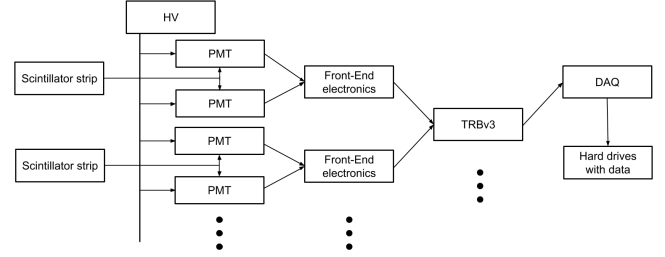 HV
PMT
Scintillator strip
Front-End
electronics
DAQ
PMT
TRBv3
PMT
Scintillator strip
Front-End
electronics
Hard drives
with data
PMT